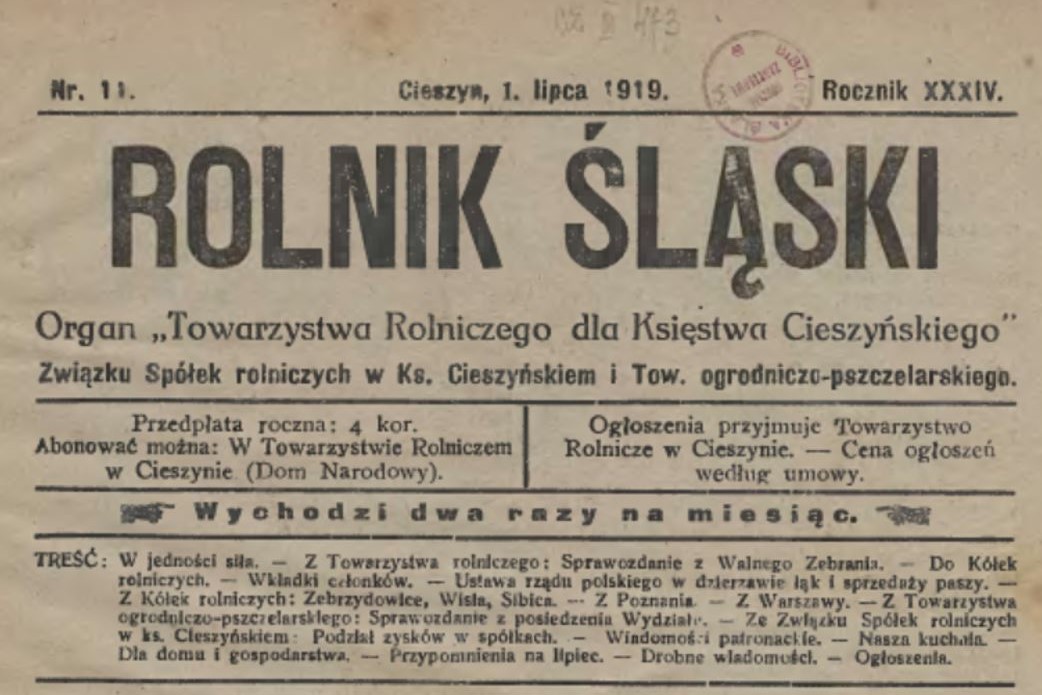 Nr. 11.
Cieszyn, 1. lipca 1919.
Rocznik XXXIV.
ROLNIK ŚLĄSKI
Organ „Towarzystwa Rolniczego dla Księstwa Cieszyńskiego”
Związku Spółek rolniczych w Ks. Cieszyńskiem i Tow. ogrodniczo-pszczelarskiego.
Przedpłata roczna: 4 kor.
Abonować można: W Towarzystwie Rolniczem
w Cieszynie (Dom Narodowy).
Ogłoszenia przyjmuje Towarzystwo
Rolnicze w Cieszynie. — Cena ogłoszeń
według umowy.
Wychodzi dwa razy na miesiąc.
TREŚĆ: W jedności siła. — Z Towarzystwa rolniczego: Sprawozdanie z Walnego Zebrania. — Do Kółek
rolniczych. — Wkładki członków. — Ustawa rządu polskiego w dzierżawie łąk i sprzedaży paszy. —
Z Kółek rolniczych: Zebrzydowice, Wisła, Sibica. — Z Poznania. — Z Warszawy. — Z Towarzystwa
ogrodniczo-pszczelarskiego: Sprawozdanie z posiedzenia Wydziału. — Ze Związku Spółek rolniczych
w ks. Cieszyńskiem: Podział zysków w spółkach. — Wiadomości patronackie. — Nasza kuchnia. —
Dla domu i gospodarstwa. — Przypomnienia na lipiec. — Drobne wiadomości. — Ogłoszenia.